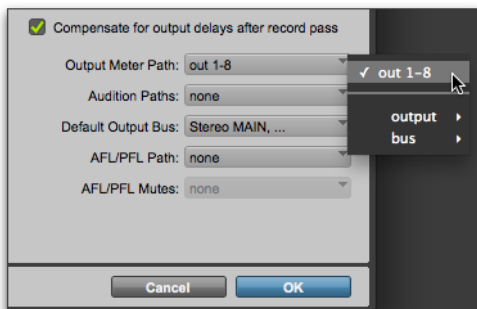 Compensate for output delays after record pass
Output Meter Path: out 1-8
✓ out 1-8
Audition Paths: none
output
Default Output Bus: Stereo MAIN, ...
bus
AFL/PFL Path: none
AFL/PFL Mutes: none
Cancel OK